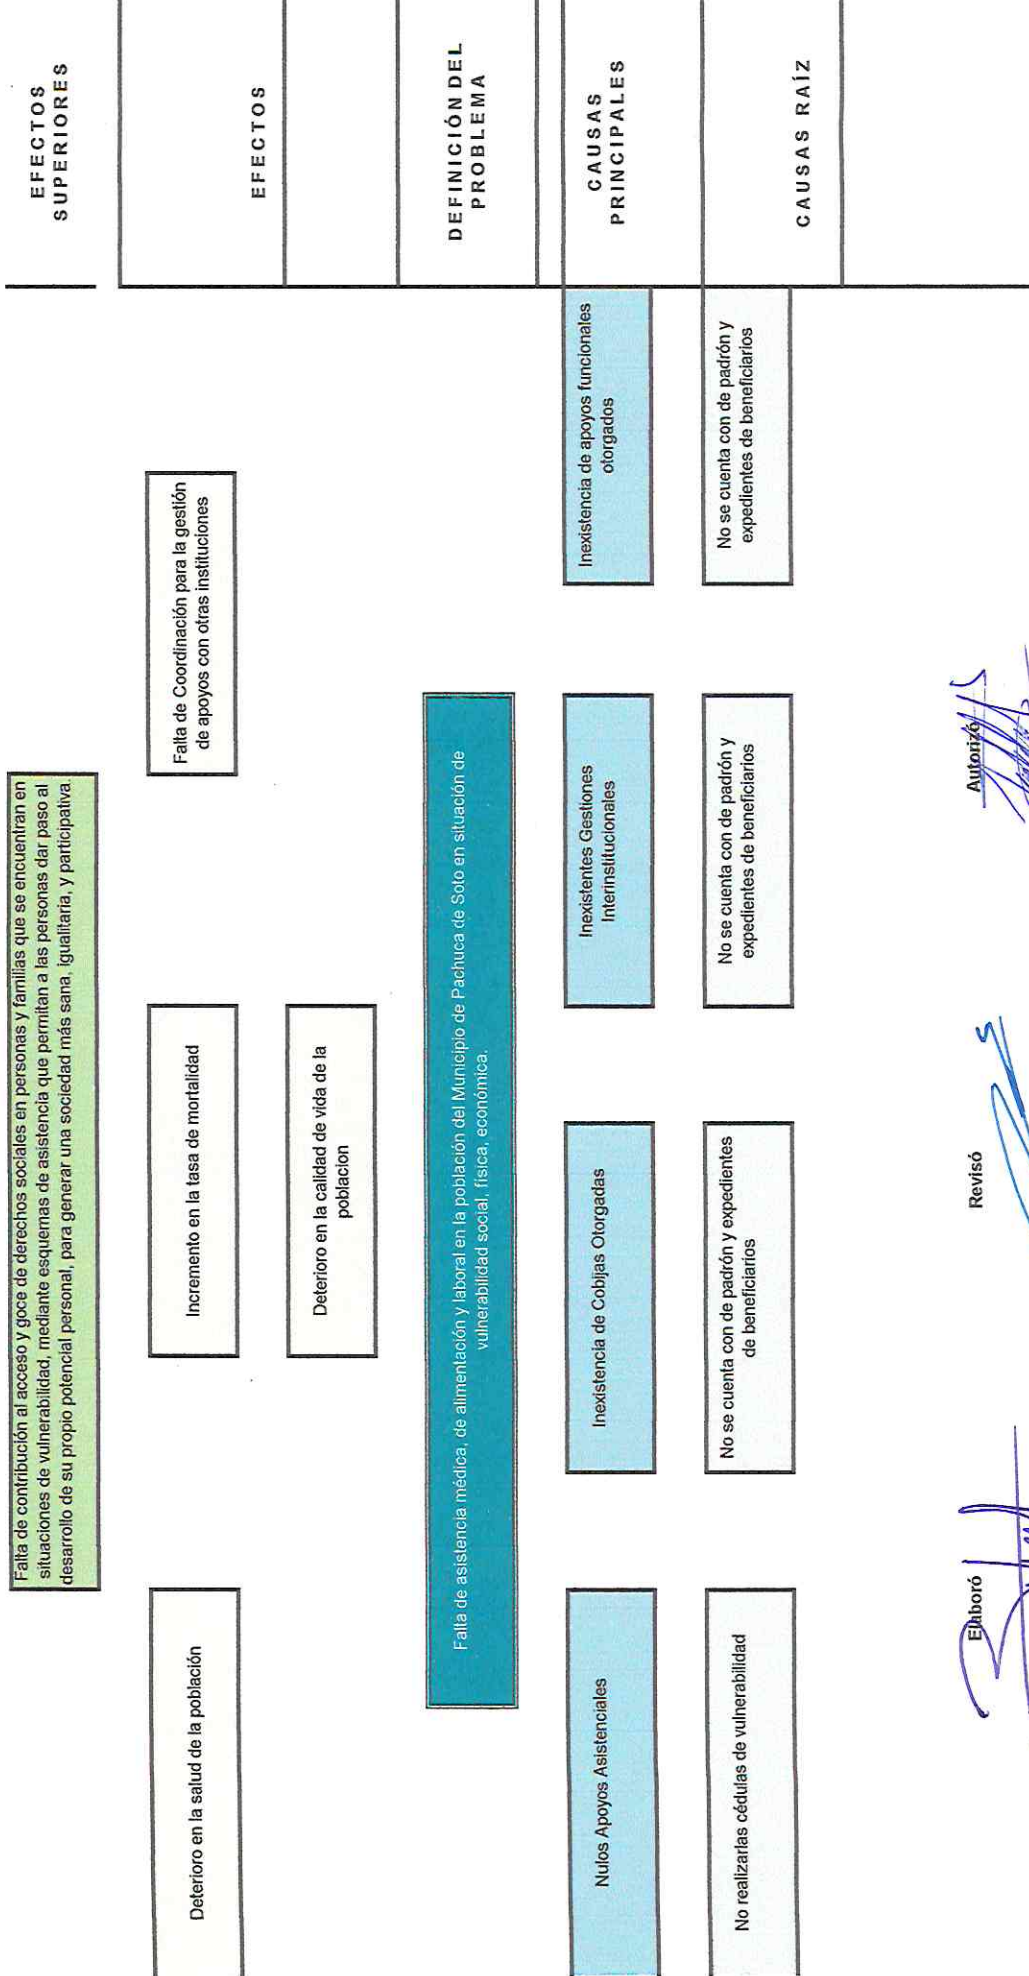 Falta de contribución al acceso y goce de derechos sociales en personas y familias que se encuentran en
situaciones de vulnerabilidad, mediante esquemas de asistencia que permitan a las personas dar paso al
desarrollo de su propio potencial personal, para generar una sociedad más sana, igualitaria, y participativa.
EFECTOS
SUPERIORES
Deterioro en la salud de la población
Incremento en la tasa de mortalidad
Falta de Coordinación para la gestión
de apoyos con otras instituciones
EFECTOS
Deterioro en la calidad de vida de la
poblacion
Falta de asistencia médica, de alimentación y laboral en la población del Municipio de Pachuca de Soto en situación de
vulnerabilidad social, física, económica.
DEFINICIÓN DEL
PROBLEMA
Nulos Apoyos Asistenciales
Inexistencia de Cobijas Otorgadas
Inexistentes Gestiones
Interinstitucionales
Inexistencia de apoyos funcionales
otorgados
CAUSAS
PRINCIPALES
No realizarlas cédulas de vulnerabilidad
No se cuenta con de padrón y expedientes
de beneficiarios
No se cuenta con de padrón y
expedientes de beneficiarios
No se cuenta con de padrón y
expedientes de beneficiarios
CAUSAS RAÍZ
Elaboró
Revisó
Autorizó